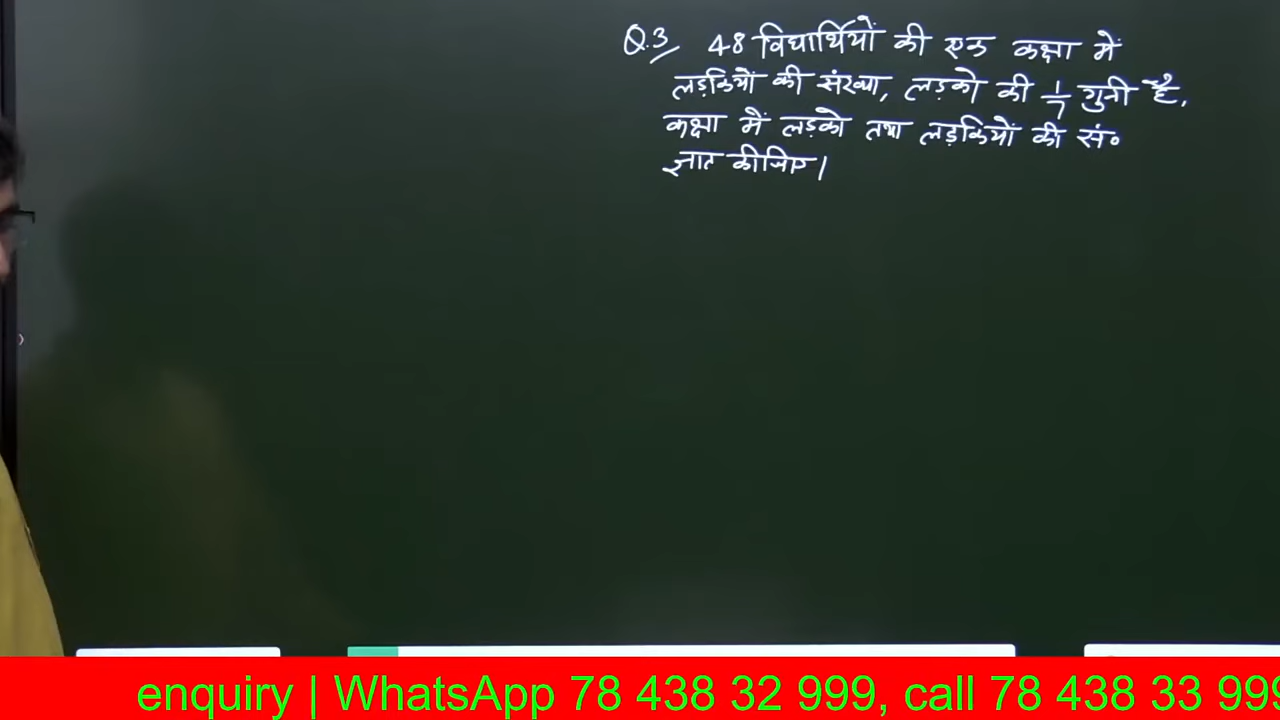 Q.3 48 विद्यार्थियों की एक कक्षा में
लड़कियों की संख्या, लड़को की 1/7 गुनी है,
कक्षा में लड़को तथा लड़कियों की सं०
ज्ञात कीजिए।
enquiry | WhatsApp 78 438 32 999, call 78 438 33 999